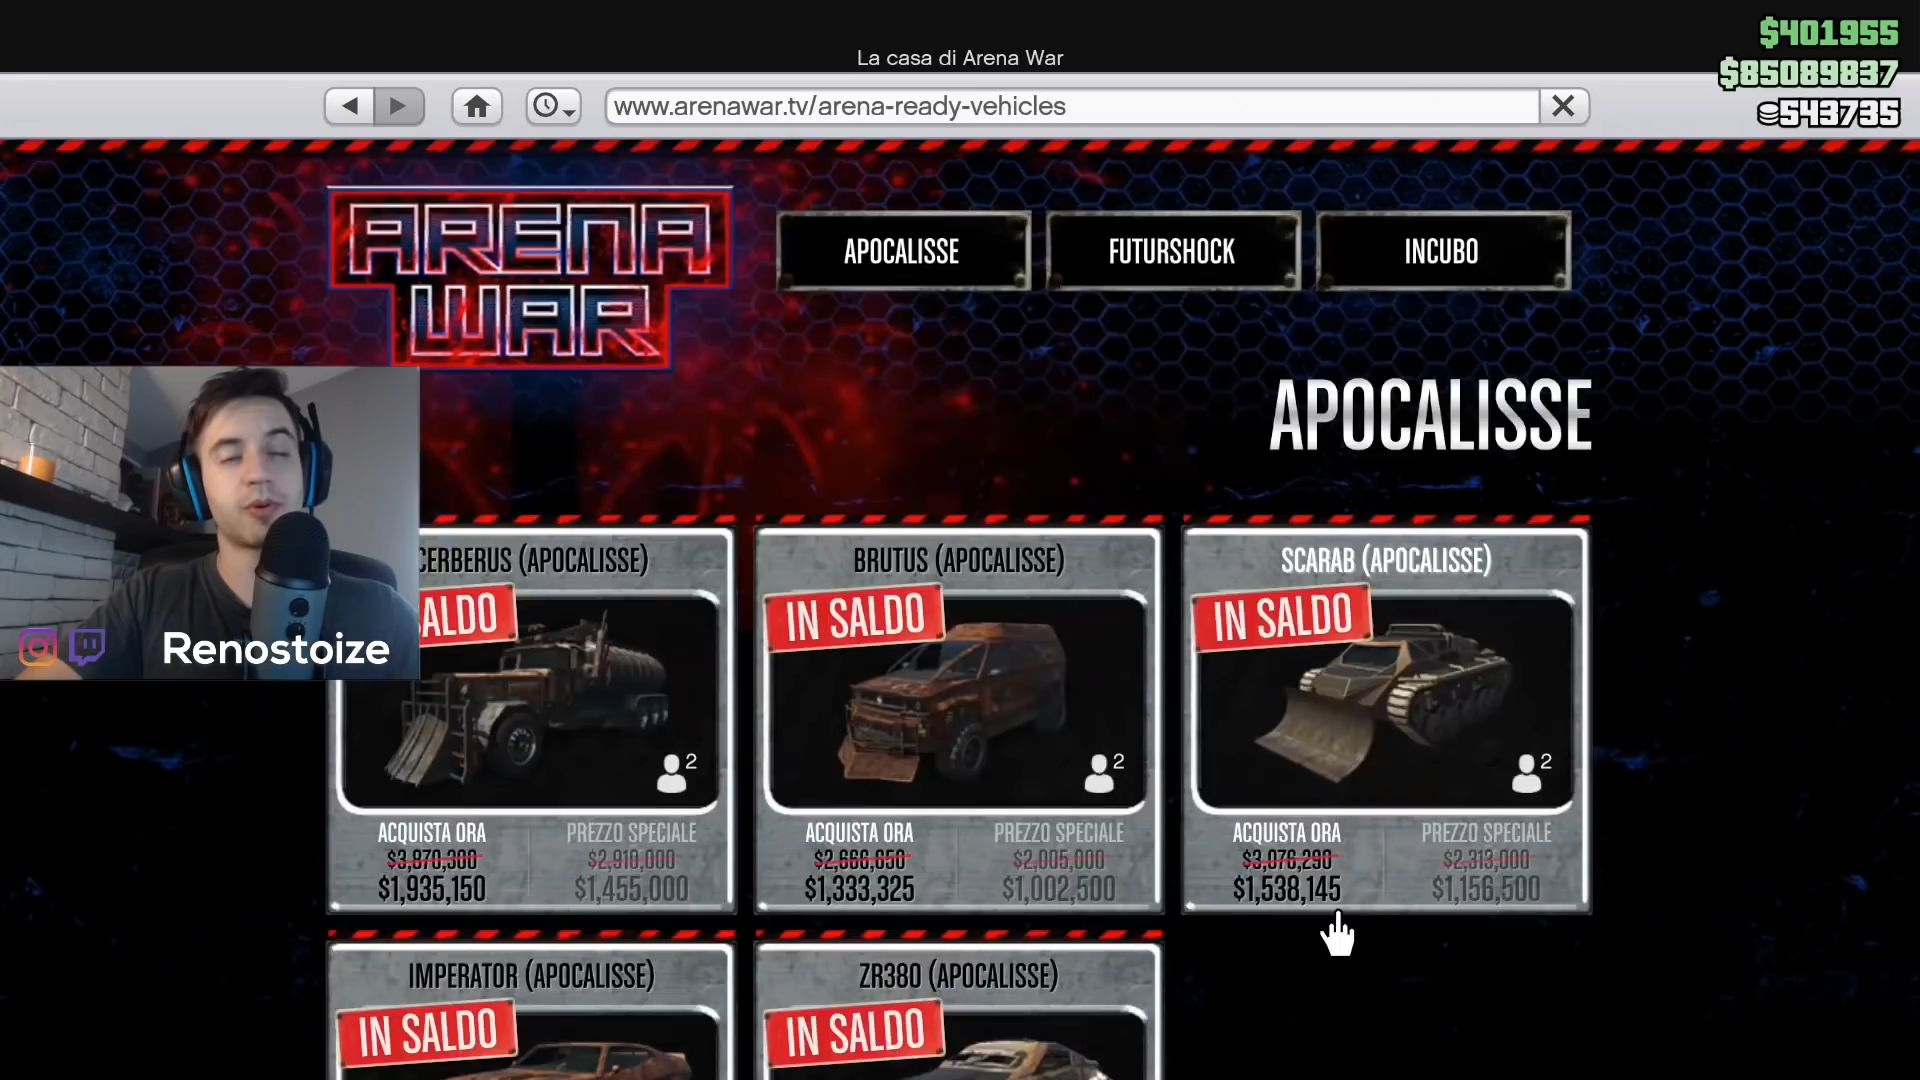 $401955
La casa di Arena War
$85089837
www.arenawar.tv/arena-ready-vehicles
543735
ARENA
WAR
APOCALISSE
FUTURSHOCK
INCUBO
APOCALISSE
CERBERUS (APOCALISSE)
SALDO
Renostoize
2
ACQUISTA ORA
PREZZO SPECIALE
$3,870,300
$2,910,000
$1,935,150
$1,455,000
BRUTUS (APOCALISSE)
IN SALDO
2
ACQUISTA ORA
PREZZO SPECIALE
$2,666,650
$2,005,000
$1,333,325
$1,002,500
SCARAB (APOCALISSE)
IN SALDO
2
ACQUISTA ORA
PREZZO SPECIALE
$3,076,290
$2,313,000
$1,538,145
$1,156,500
IMPERATOR (APOCALISSE)
IN SALDO
ZR380 (APOCALISSE)
IN SALDO